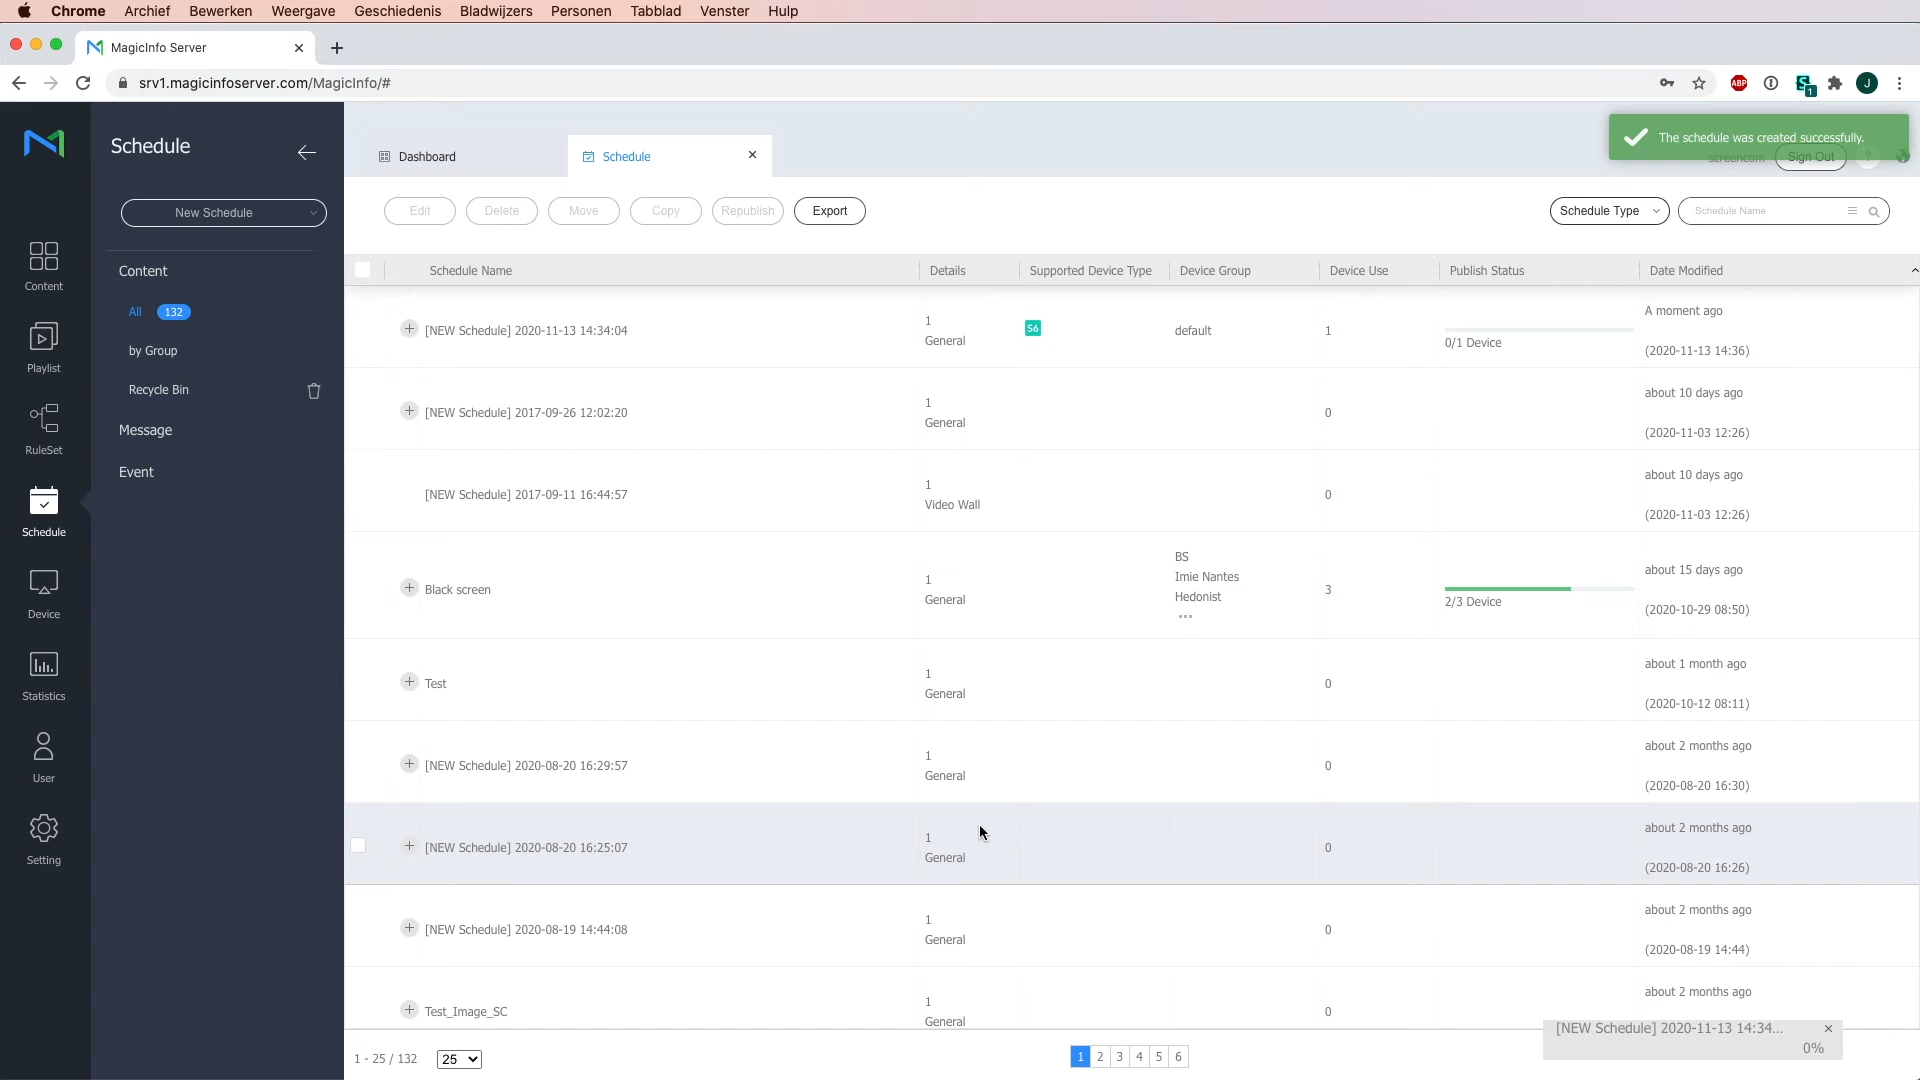 Chrome Archief Bewerken Weergave Geschiedenis Bladwijzers Personen Tabblad Venster Hulp
MagicInfo Server
srv1.magicinfoserver.com/MagicInfo/#
ABP
1
J
Schedule
Dashboard
Schedule
The schedule was created successfully.
screencom
Sign Out
?
New Schedule
Edit Delete Move Copy Republish Export
Schedule Type
Schedule Name
Content
Playlist
RuleSet
Schedule
Device
Statistics
User
Setting
Content
All 132
by Group
Recycle Bin
Message
Event
Schedule Name Details Supported Device Type Device Group Device Use Publish Status Date Modified
[NEW Schedule] 2020-11-13 14:34:04
1
General
S6
default
1
0/1 Device
A moment ago
(2020-11-13 14:36)
[NEW Schedule] 2017-09-26 12:02:20
1
General
0
about 10 days ago
(2020-11-03 12:26)
[NEW Schedule] 2017-09-11 16:44:57
1
Video Wall
0
about 10 days ago
(2020-11-03 12:26)
Black screen
1
General
BS
Imie Nantes
Hedonist
•••
3
2/3 Device
about 15 days ago
(2020-10-29 08:50)
Test
1
General
0
about 1 month ago
(2020-10-12 08:11)
[NEW Schedule] 2020-08-20 16:29:57
1
General
0
about 2 months ago
(2020-08-20 16:30)
[NEW Schedule] 2020-08-20 16:25:07
1
General
0
about 2 months ago
(2020-08-20 16:26)
[NEW Schedule] 2020-08-19 14:44:08
1
General
0
about 2 months ago
(2020-08-19 14:44)
Test_Image_SC
1
General
0
about 2 months ago
[NEW Schedule] 2020-11-13 14:34...
0%
1 - 25 / 132
25
1 2 3 4 5 6